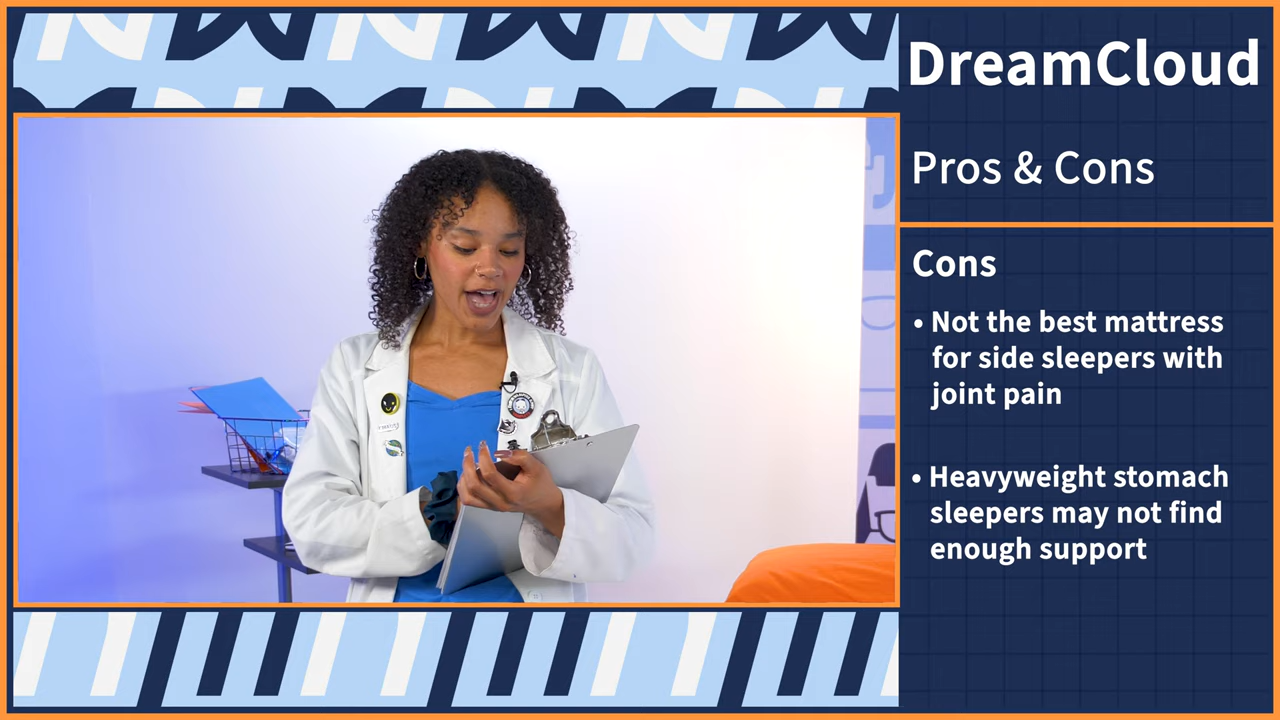 DreamCloud
Pros & Cons
Cons
• Not the best mattress
for side sleepers with
joint pain
• Heavyweight stomach
sleepers may not find
enough support